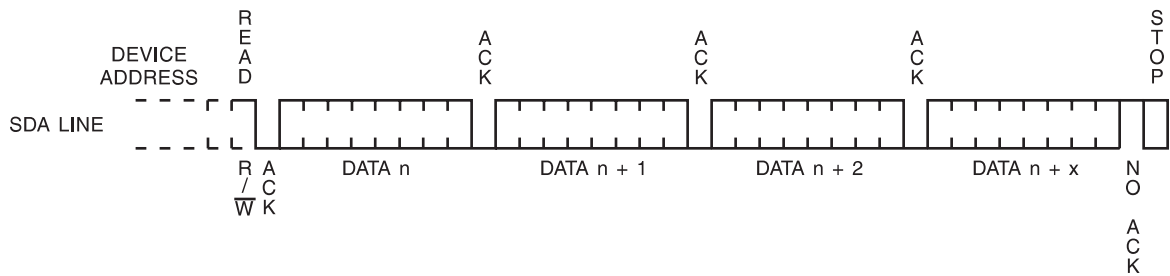 READ
ACK
ACK
ACK
STOP
DEVICE
ADDRESS
SDA LINE
R/W
ACK
DATA n
DATA n + 1
DATA n + 2
DATA n + x
NO ACK